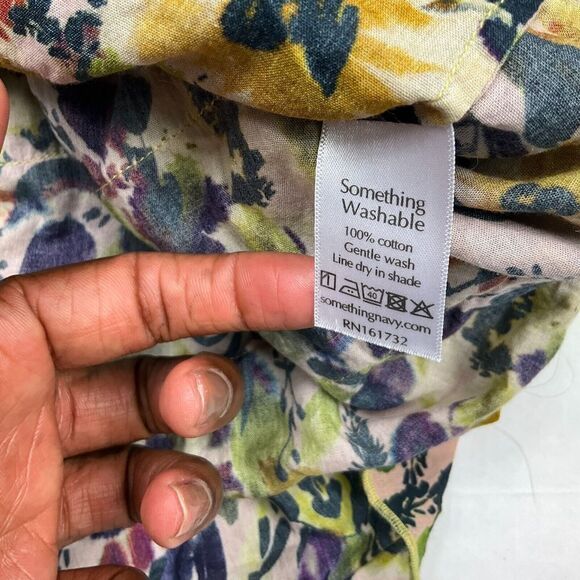 Something
Washable
100% cotton
Gentle wash
Line dry in shade
40
somethingnavy.com
RN161732